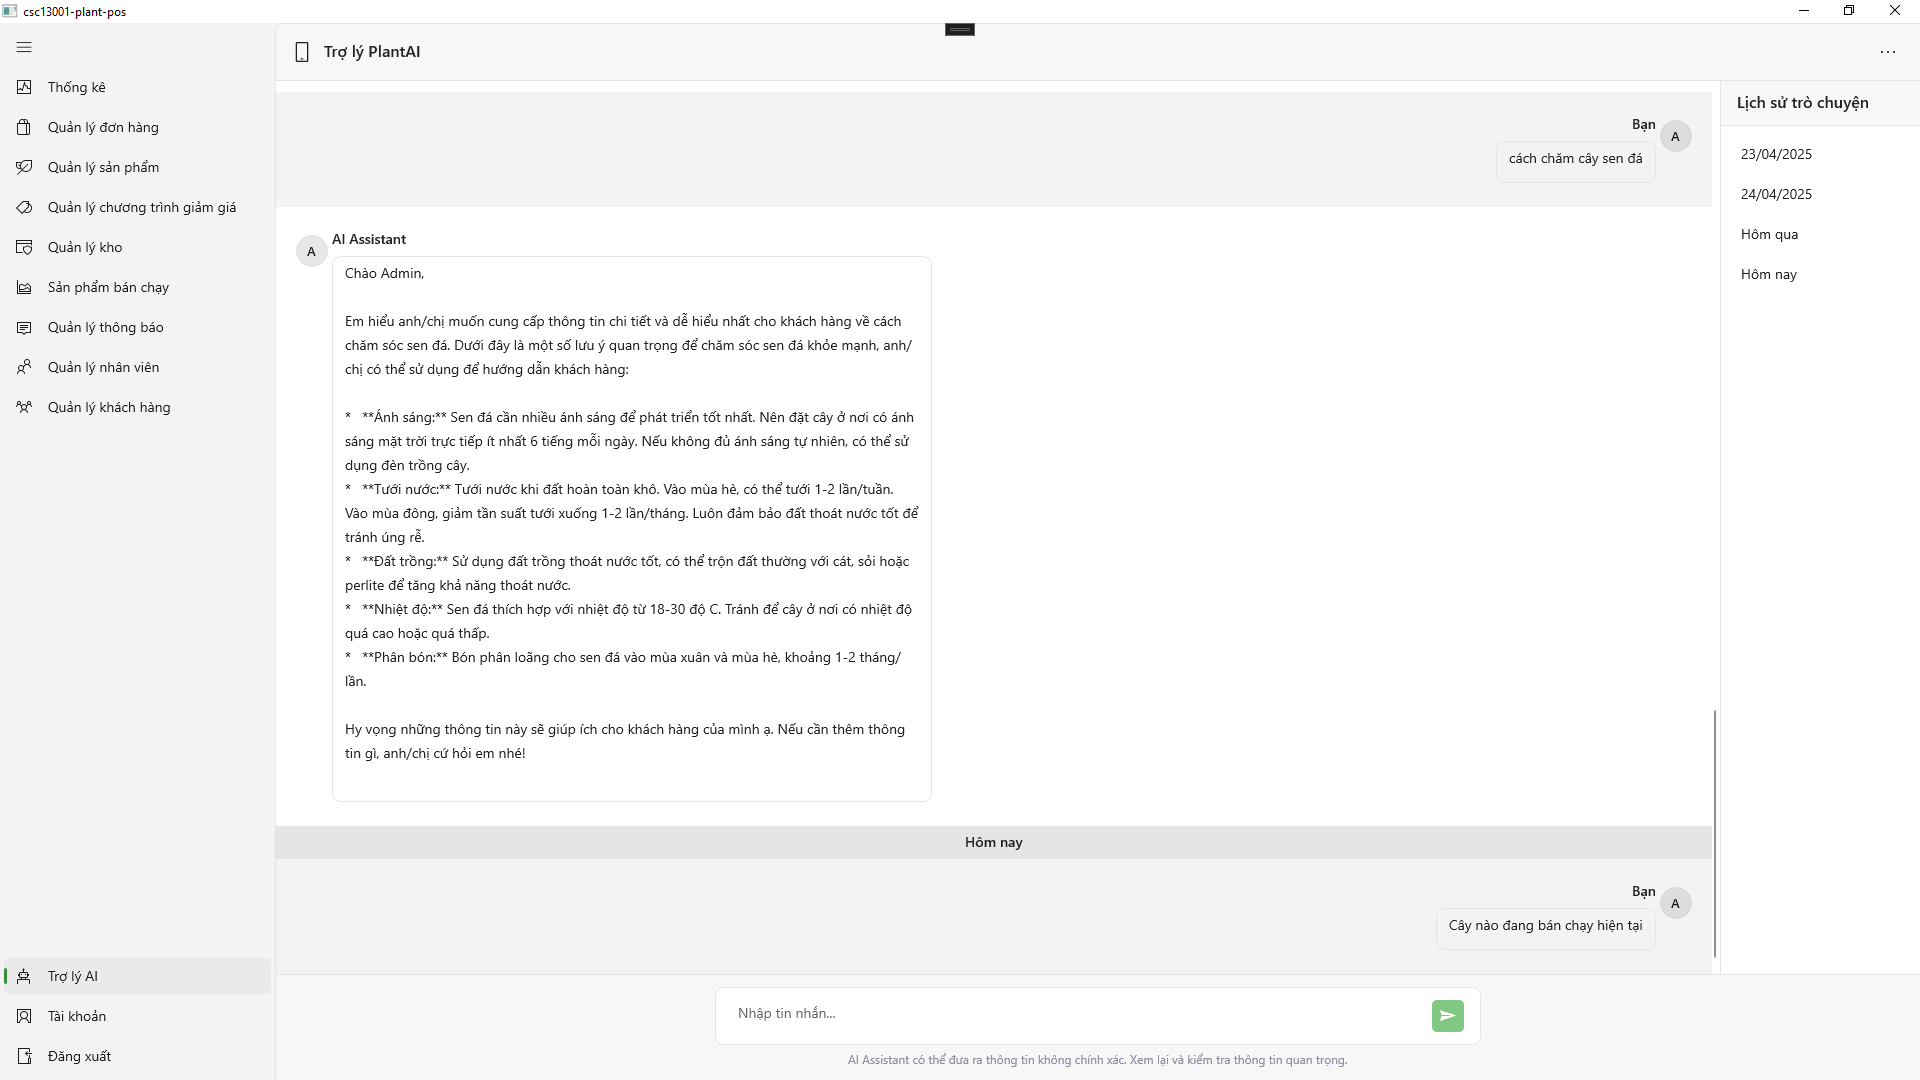 csc13001-plant-pos
Thống kê
Quản lý đơn hàng
Quản lý sản phẩm
Quản lý chương trình giảm giá
Quản lý kho
Sản phẩm bán chạy
Quản lý thông báo
Quản lý nhân viên
Quản lý khách hàng
Trợ lý AI
Tài khoản
Đăng xuất
Trợ lý PlantAI
Bạn
A
cách chăm cây sen đá
AI Assistant
A
Chào Admin,
Em hiểu anh/chị muốn cung cấp thông tin chi tiết và dễ hiểu nhất cho khách hàng về cách
chăm sóc sen đá. Dưới đây là một số lưu ý quan trọng để chăm sóc sen đá khỏe mạnh, anh/
chị có thể sử dụng để hướng dẫn khách hàng:
*   **Ánh sáng:** Sen đá cần nhiều ánh sáng để phát triển tốt nhất. Nên đặt cây ở nơi có ánh
sáng mặt trời trực tiếp ít nhất 6 tiếng mỗi ngày. Nếu không đủ ánh sáng tự nhiên, có thể sử
dụng đèn trồng cây.
*   **Tưới nước:** Tưới nước khi đất hoàn toàn khô. Vào mùa hè, có thể tưới 1-2 lần/tuần.
Vào mùa đông, giảm tần suất tưới xuống 1-2 lần/tháng. Luôn đảm bảo đất thoát nước tốt để
tránh úng rễ.
*   **Đất trồng:** Sử dụng đất trồng thoát nước tốt, có thể trộn đất thường với cát, sỏi hoặc
perlite để tăng khả năng thoát nước.
*   **Nhiệt độ:** Sen đá thích hợp với nhiệt độ từ 18-30 độ C. Tránh để cây ở nơi có nhiệt độ
quá cao hoặc quá thấp.
*   **Phân bón:** Bón phân loãng cho sen đá vào mùa xuân và mùa hè, khoảng 1-2 tháng/
lần.
Hy vọng những thông tin này sẽ giúp ích cho khách hàng của mình ạ. Nếu cần thêm thông
tin gì, anh/chị cứ hỏi em nhé!
Hôm nay
Bạn
A
Cây nào đang bán chạy hiện tại
Nhập tin nhắn...
AI Assistant có thể đưa ra thông tin không chính xác. Xem lại và kiểm tra thông tin quan trọng.
Lịch sử trò chuyện
23/04/2025
24/04/2025
Hôm qua
Hôm nay